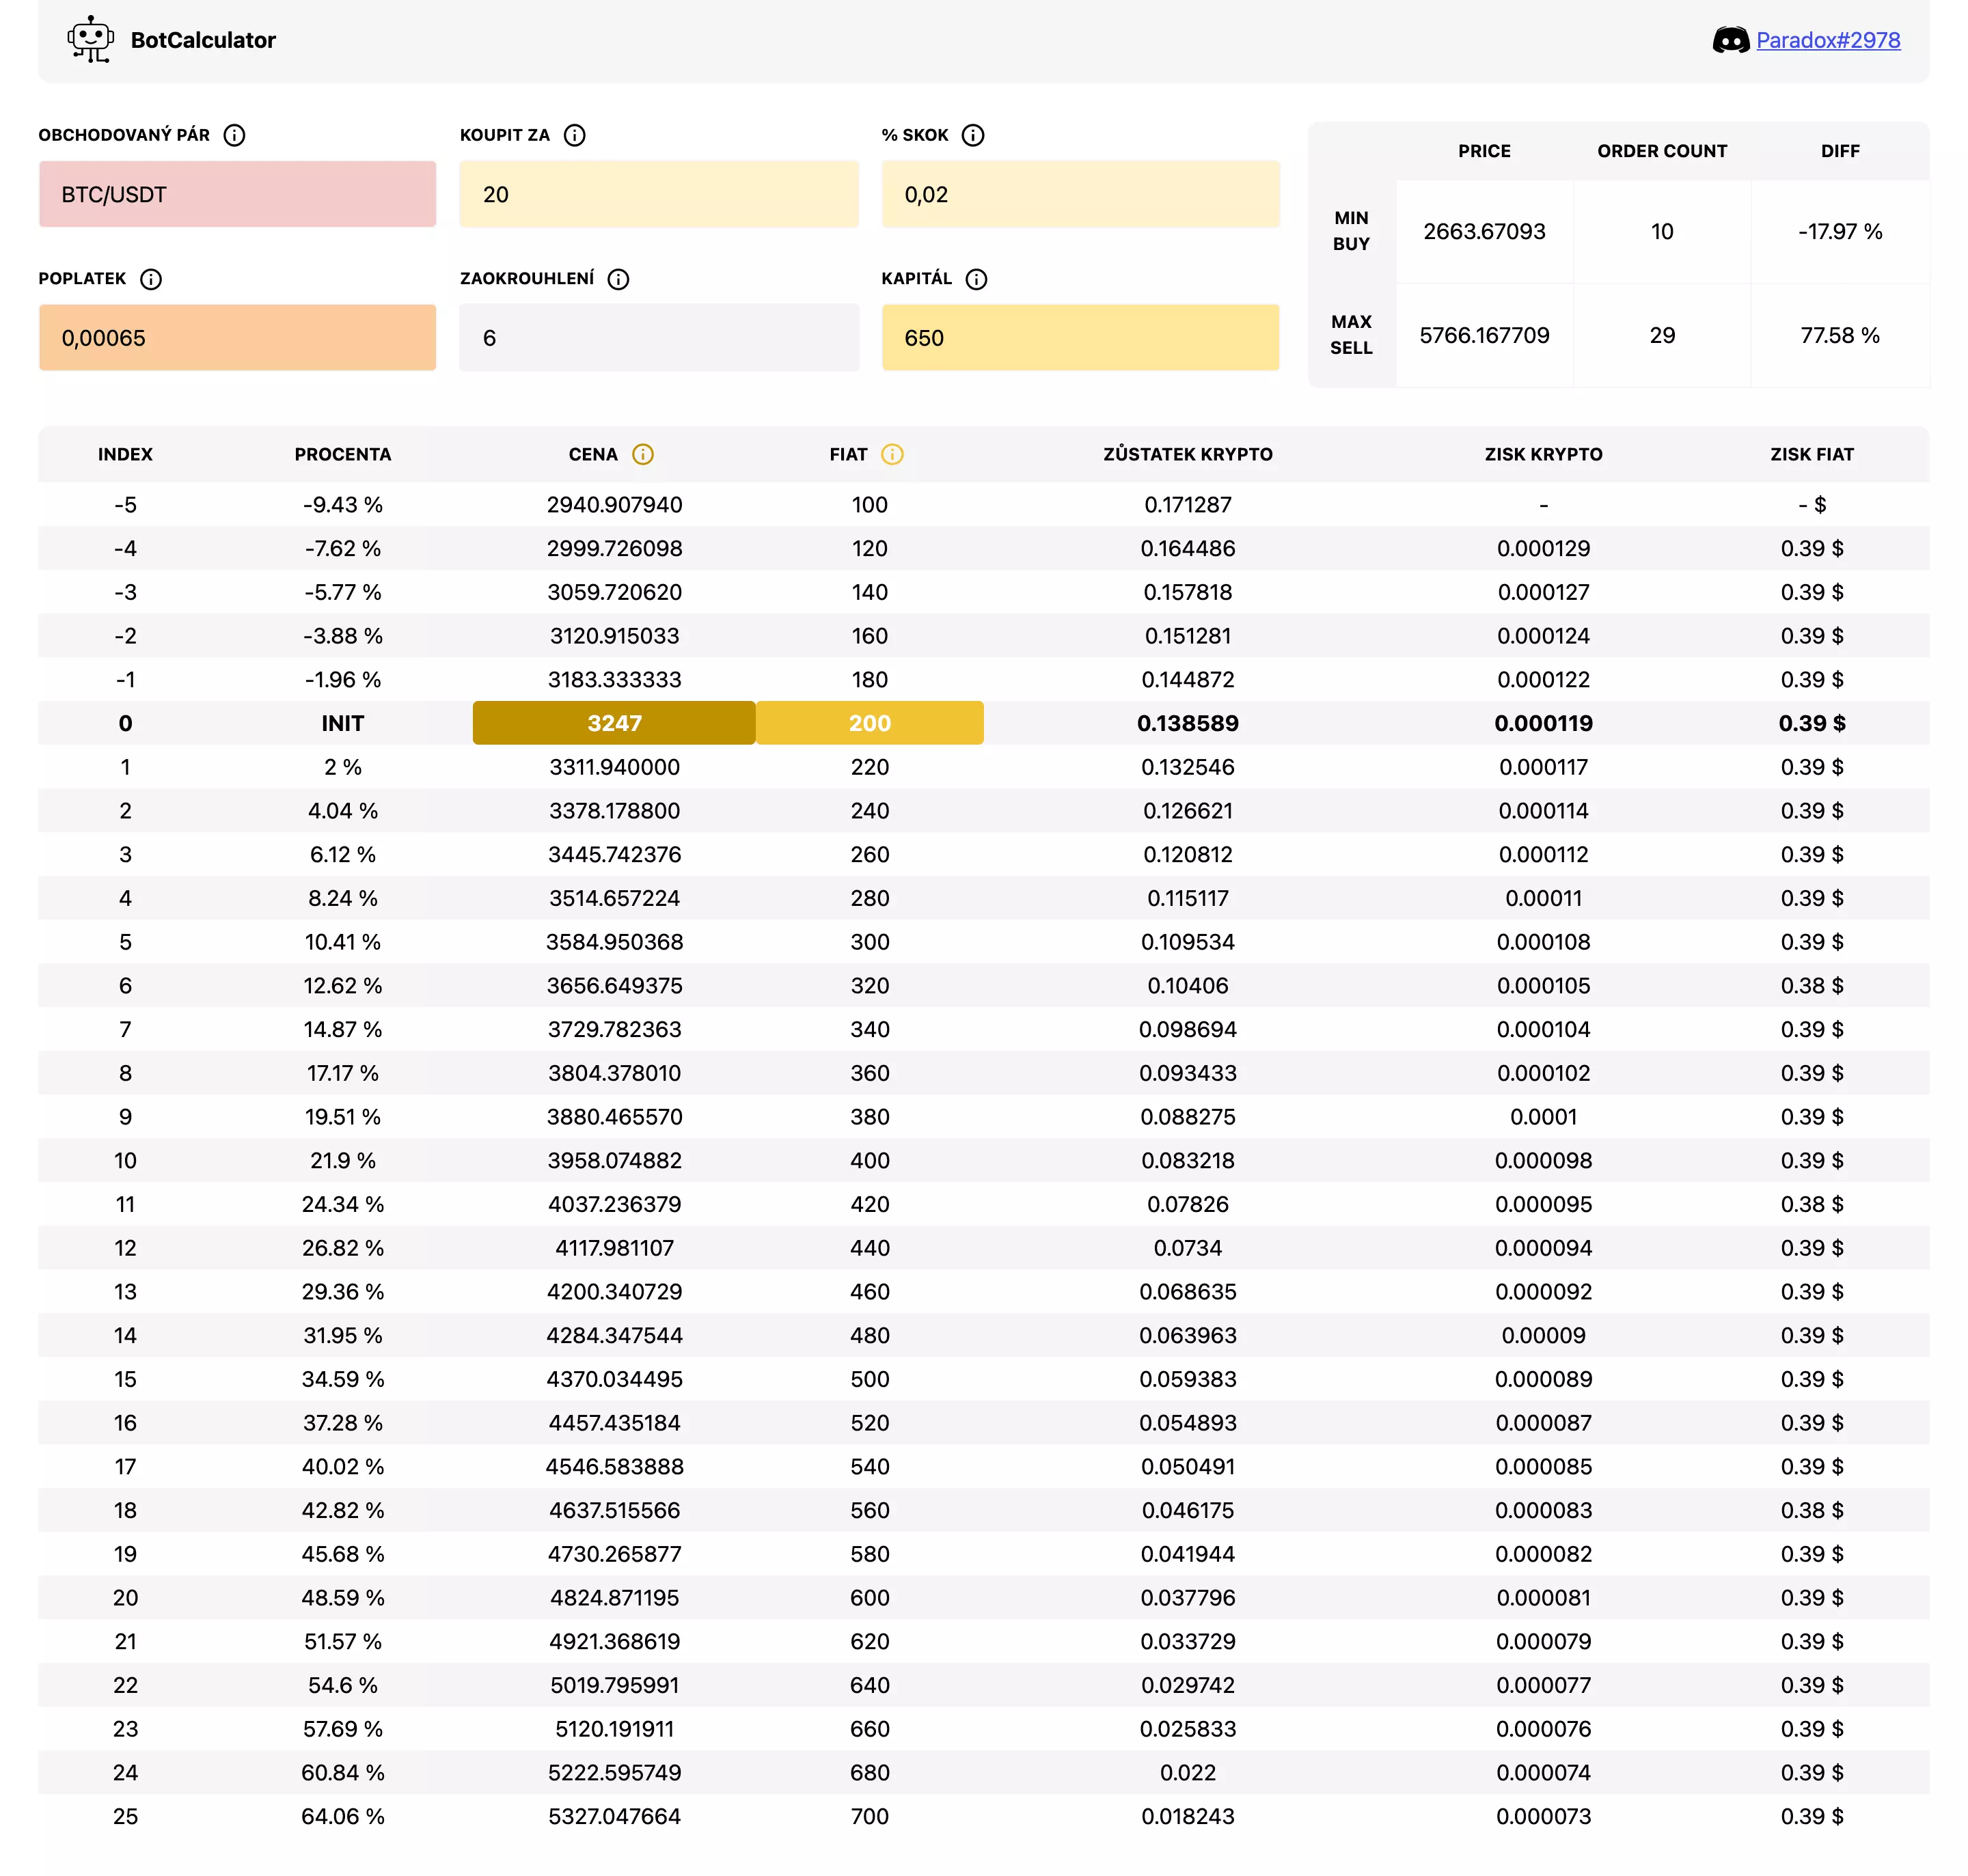 BotCalculator
Paradox#2978
OBCHODOVANÝ PÁR KOUPIT ZA % SKOK
BTC/USDT 20 0,02
POPLATEK ZAOKROUHLENÍ KAPITÁL
0,00065 6 650
PRICE ORDER COUNT DIFF
MIN BUY 2663.67093 10 -17.97 %
MAX SELL 5766.167709 29 77.58 %
INDEX PROCENTA CENA FIAT ZŮSTATEK KRYPTO ZISK KRYPTO ZISK FIAT
-5 -9.43 % 2940.907940 100 0.171287 - - $
-4 -7.62 % 2999.726098 120 0.164486 0.000129 0.39 $
-3 -5.77 % 3059.720620 140 0.157818 0.000127 0.39 $
-2 -3.88 % 3120.915033 160 0.151281 0.000124 0.39 $
-1 -1.96 % 3183.333333 180 0.144872 0.000122 0.39 $
0 INIT 3247 200 0.138589 0.000119 0.39 $
1 2 % 3311.940000 220 0.132546 0.000117 0.39 $
2 4.04 % 3378.178800 240 0.126621 0.000114 0.39 $
3 6.12 % 3445.742376 260 0.120812 0.000112 0.39 $
4 8.24 % 3514.657224 280 0.115117 0.00011 0.39 $
5 10.41 % 3584.950368 300 0.109534 0.000108 0.39 $
6 12.62 % 3656.649375 320 0.10406 0.000105 0.38 $
7 14.87 % 3729.782363 340 0.098694 0.000104 0.39 $
8 17.17 % 3804.378010 360 0.093433 0.000102 0.39 $
9 19.51 % 3880.465570 380 0.088275 0.0001 0.39 $
10 21.9 % 3958.074882 400 0.083218 0.000098 0.39 $
11 24.34 % 4037.236379 420 0.07826 0.000095 0.38 $
12 26.82 % 4117.981107 440 0.0734 0.000094 0.39 $
13 29.36 % 4200.340729 460 0.068635 0.000092 0.39 $
14 31.95 % 4284.347544 480 0.063963 0.00009 0.39 $
15 34.59 % 4370.034495 500 0.059383 0.000089 0.39 $
16 37.28 % 4457.435184 520 0.054893 0.000087 0.39 $
17 40.02 % 4546.583888 540 0.050491 0.000085 0.39 $
18 42.82 % 4637.515566 560 0.046175 0.000083 0.38 $
19 45.68 % 4730.265877 580 0.041944 0.000082 0.39 $
20 48.59 % 4824.871195 600 0.037796 0.000081 0.39 $
21 51.57 % 4921.368619 620 0.033729 0.000079 0.39 $
22 54.6 % 5019.795991 640 0.029742 0.000077 0.39 $
23 57.69 % 5120.191911 660 0.025833 0.000076 0.39 $
24 60.84 % 5222.595749 680 0.022 0.000074 0.39 $
25 64.06 % 5327.047664 700 0.018243 0.000073 0.39 $